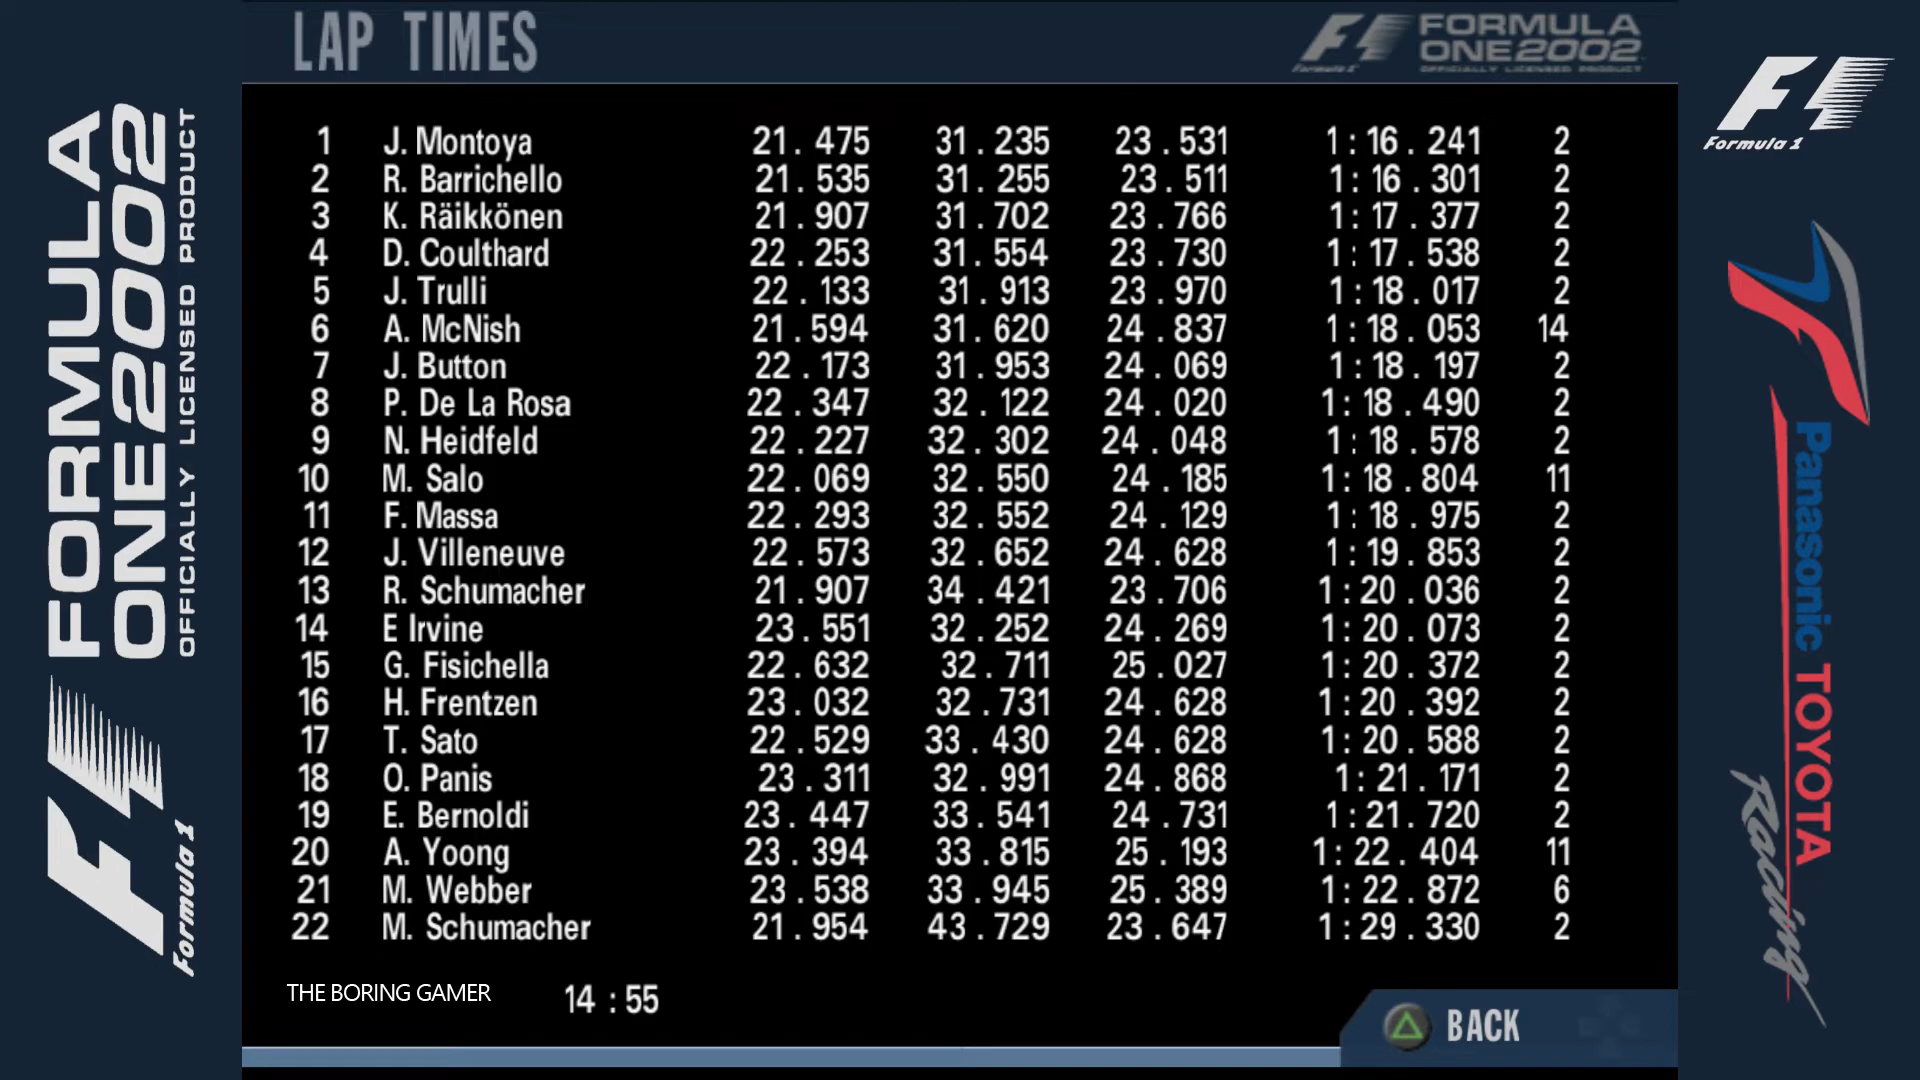 LAP TIMES
F1 Formula 1 FORMULA ONE 2002 OFFICIALLY LICENSED PRODUCT
1 J. Montoya 21.475 31.235 23.531 1:16.241 2
2 R. Barrichello 21.535 31.255 23.511 1:16.301 2
3 K. Räikkönen 21.907 31.702 23.766 1:17.377 2
4 D. Coulthard 22.253 31.554 23.730 1:17.538 2
5 J. Trulli 22.133 31.913 23.970 1:18.017 2
6 A. McNish 21.594 31.620 24.837 1:18.053 14
7 J. Button 22.173 31.953 24.069 1:18.197 2
8 P. De La Rosa 22.347 32.122 24.020 1:18.490 2
9 N. Heidfeld 22.227 32.302 24.048 1:18.578 2
10 M. Salo 22.069 32.550 24.185 1:18.804 11
11 F. Massa 22.293 32.552 24.129 1:18.975 2
12 J. Villeneuve 22.573 32.652 24.628 1:19.853 2
13 R. Schumacher 21.907 34.421 23.706 1:20.036 2
14 E Irvine 23.551 32.252 24.269 1:20.073 2
15 G. Fisichella 22.632 32.711 25.027 1:20.372 2
16 H. Frentzen 23.032 32.731 24.628 1:20.392 2
17 T. Sato 22.529 33.430 24.628 1:20.588 2
18 O. Panis 23.311 32.991 24.868 1:21.171 2
19 E. Bernoldi 23.447 33.541 24.731 1:21.720 2
20 A. Yoong 23.394 33.815 25.193 1:22.404 11
21 M. Webber 23.538 33.945 25.389 1:22.872 6
22 M. Schumacher 21.954 43.729 23.647 1:29.330 2
THE BORING GAMER 14:55
BACK
FORMULA
ONE 2002
OFFICIALLY LICENSED PRODUCT
F1
Formula 1
F1
Formula 1
Panasonic TOYOTA
Racing